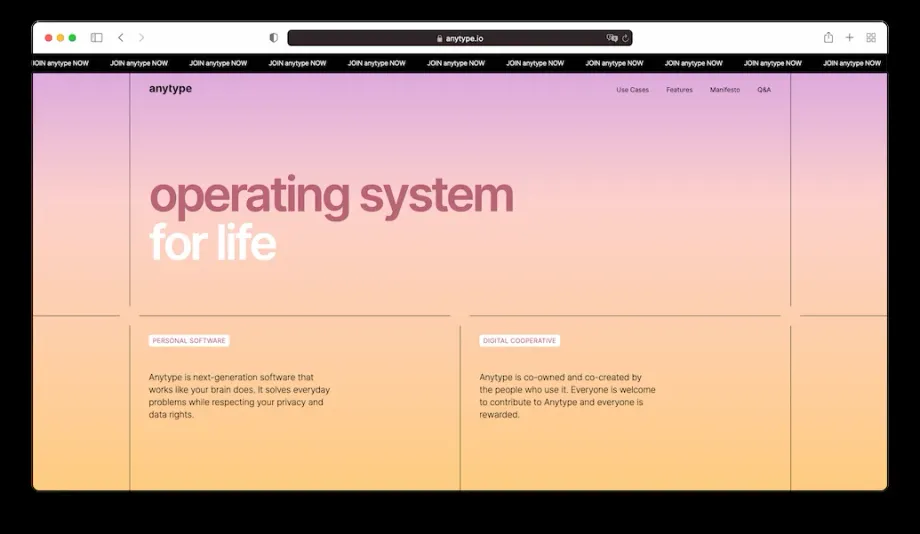 anytype.io
JOIN anytype NOW JOIN anytype NOW JOIN anytype NOW JOIN anytype NOW JOIN anytype NOW JOIN anytype NOW JOIN anytype NOW JOIN anytype NOW JOIN anytype NOW JOIN anytype NOW JOIN anytype NOW
anytype Use Cases Features Manifesto Q&A
operating system
for life
PERSONAL SOFTWARE
Anytype is next-generation software that
works like your brain does. It solves everyday
problems while respecting your privacy and
data rights.
DIGITAL COOPERATIVE
Anytype is co-owned and co-created by
the people who use it. Everyone is welcome
to contribute to Anytype and everyone is
rewarded.